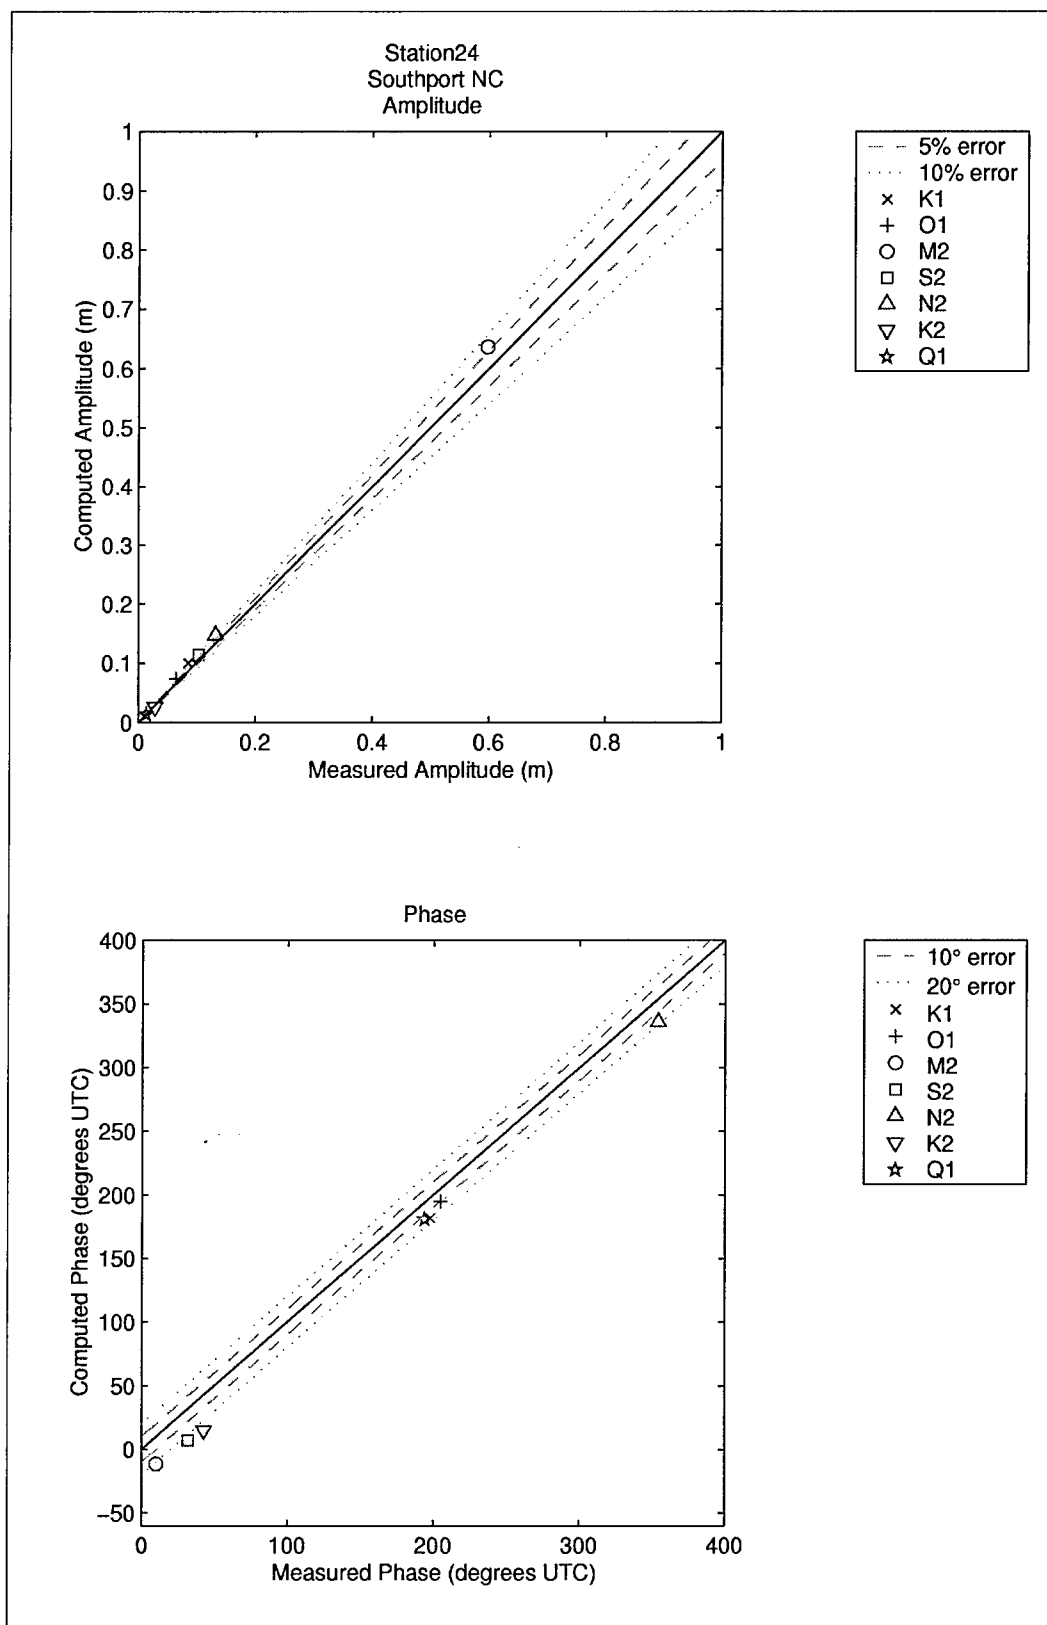 Station24
Southport NC
Amplitude
1
0.9
0.8
0.7
0.6
0.5
0.4
0.3
0.2
0.1
0
Computed Amplitude (m)
0 0.2 0.4 0.6 0.8 1
Measured Amplitude (m)
5% error
10% error
K1
O1
M2
S2
N2
K2
Q1
Phase
400
350
300
250
200
150
100
50
0
−50
Computed Phase (degrees UTC)
0 100 200 300 400
Measured Phase (degrees UTC)
10° error
20° error
K1
O1
M2
S2
N2
K2
Q1